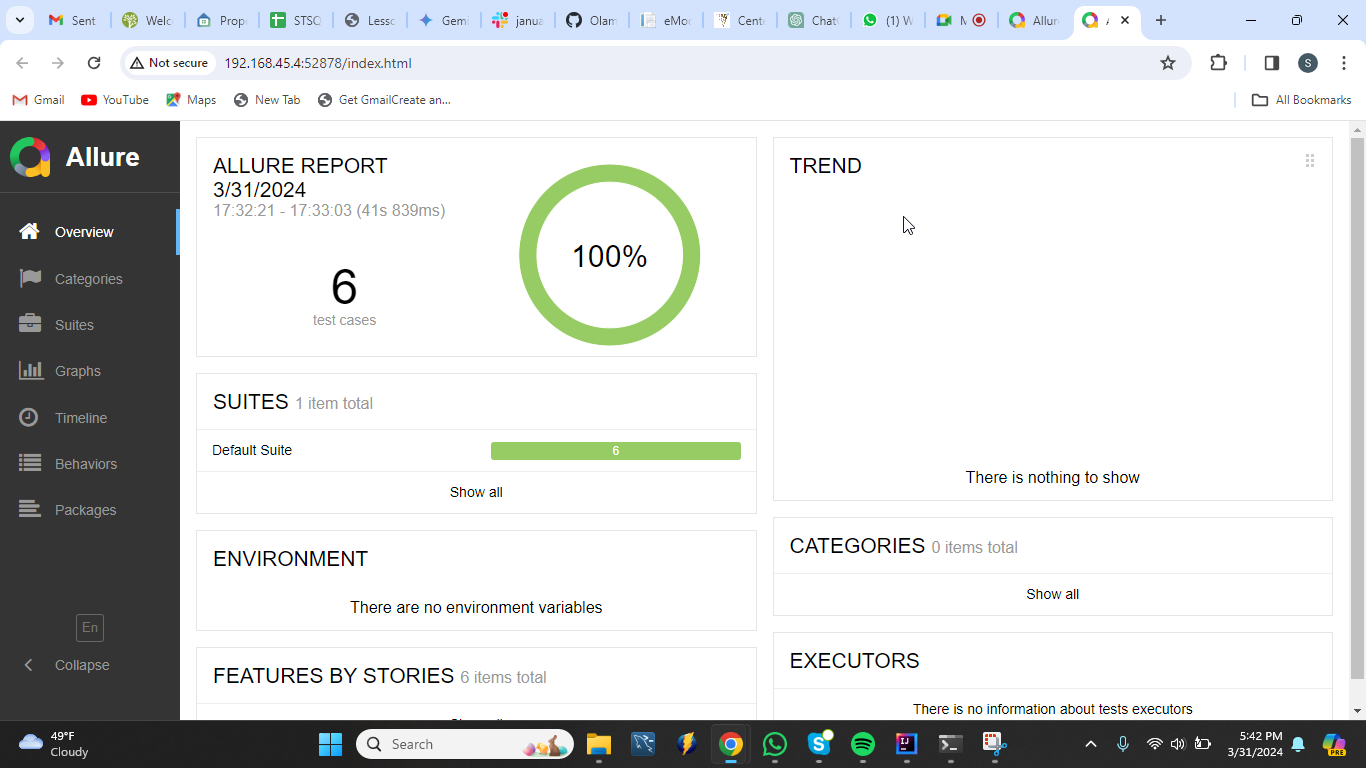 Sent
Welc
Prop
STSC
Lessc
Gemi
janua
Olam
eMoc
Cente
Chat
(1) W
M
Allur
Not secure
192.168.45.4:52878/index.html
S
Gmail
YouTube
Maps
New Tab
Get GmailCreate an...
All Bookmarks
Allure
Overview
Categories
Suites
Graphs
Timeline
Behaviors
Packages
En
Collapse
ALLURE REPORT
3/31/2024
17:32:21 - 17:33:03 (41s 839ms)
6
test cases
100%
SUITES 1 item total
Default Suite 6
Show all
ENVIRONMENT
There are no environment variables
FEATURES BY STORIES 6 items total
TREND
There is nothing to show
CATEGORIES 0 items total
Show all
EXECUTORS
There is no information about tests executors
49°F
Cloudy
Search
5:42 PM
3/31/2024
PRE